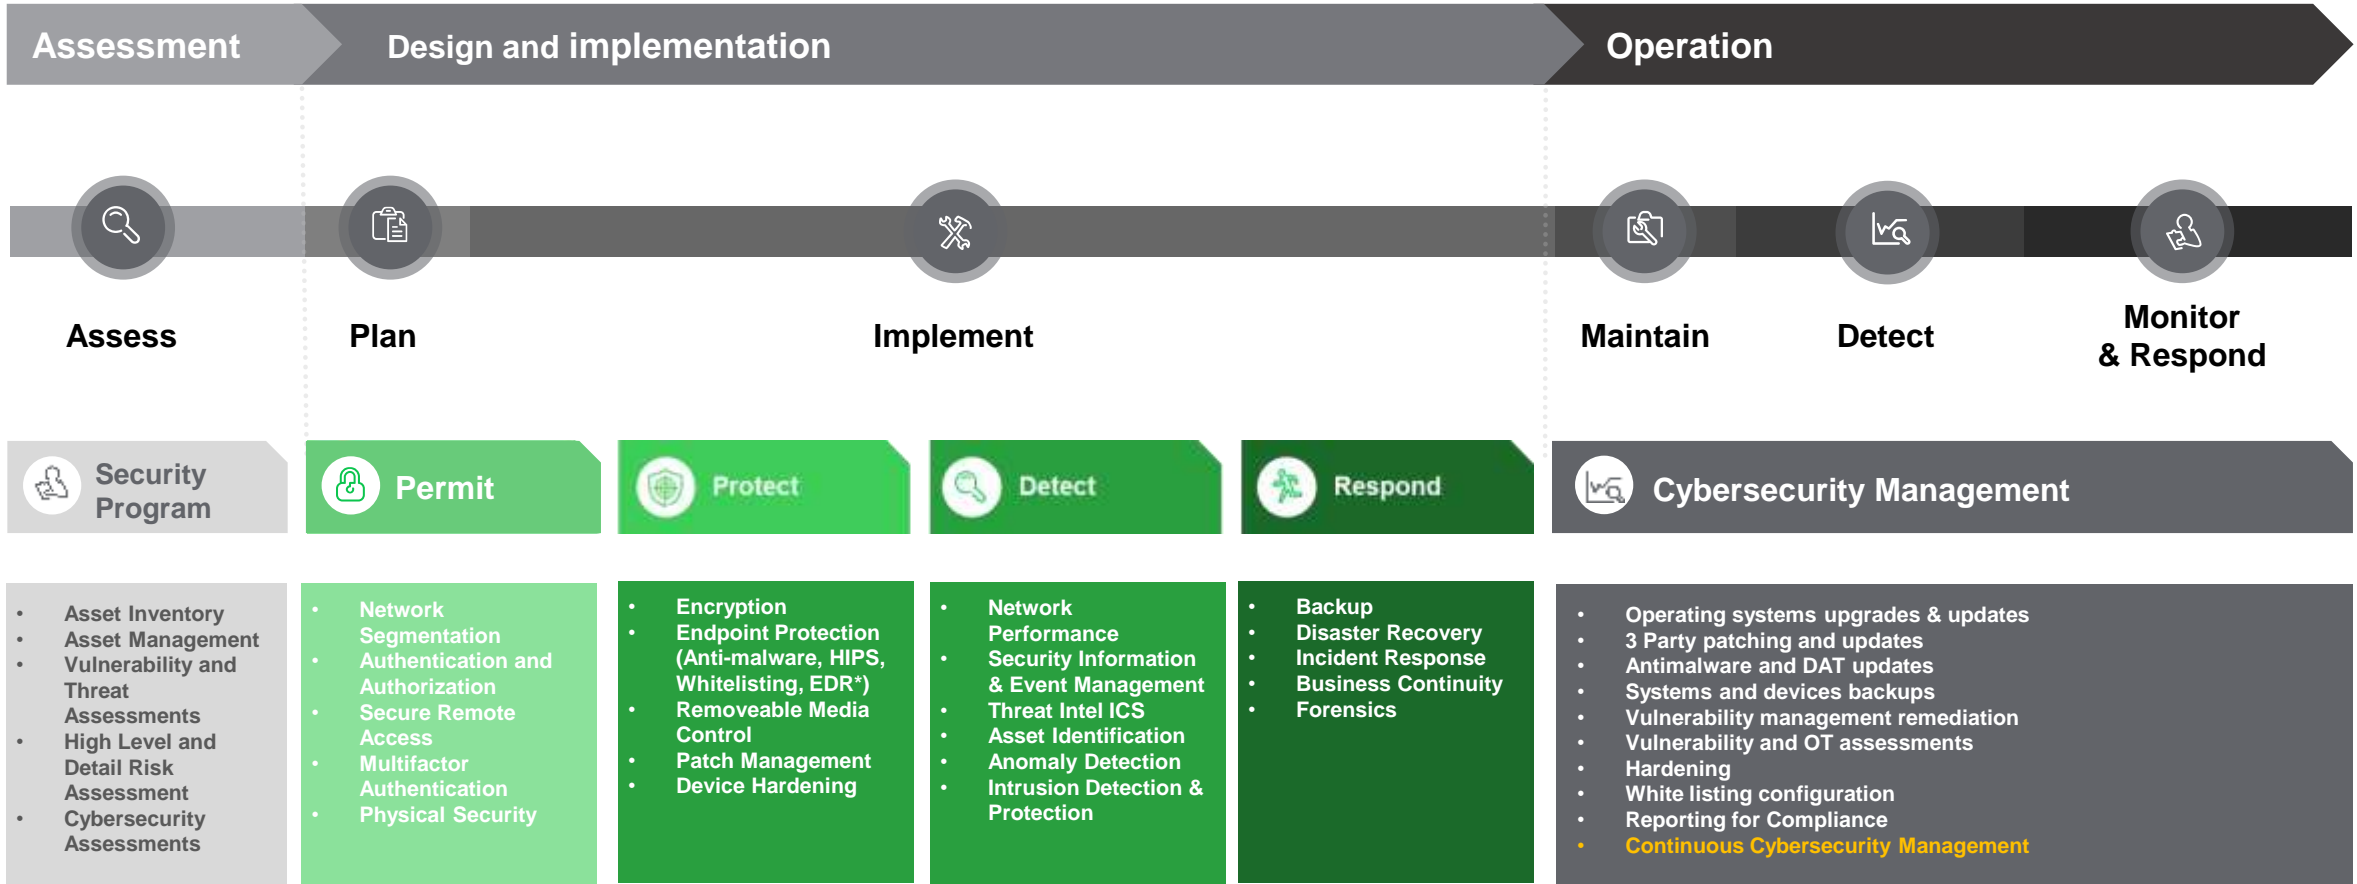 Assessment
Design and implementation
Operation
Assess
Plan
Implement
Maintain
Detect
Monitor
& Respond
Security
Program
Permit
Protect
Detect
Respond
Cybersecurity Management
• Asset Inventory
• Asset Management
• Vulnerability and
Threat
Assessments
• High Level and
Detail Risk
Assessment
• Cybersecurity
Assessments
• Network
Segmentation
• Authentication and
Authorization
• Secure Remote
Access
• Multifactor
Authentication
• Physical Security
• Encryption
• Endpoint Protection
(Anti-malware, HIPS,
Whitelisting, EDR*)
• Removeable Media
Control
• Patch Management
• Device Hardening
• Network
Performance
• Security Information
& Event Management
• Threat Intel ICS
• Asset Identification
• Anomaly Detection
• Intrusion Detection &
Protection
• Backup
• Disaster Recovery
• Incident Response
• Business Continuity
• Forensics
• Operating systems upgrades & updates
• 3 Party patching and updates
• Antimalware and DAT updates
• Systems and devices backups
• Vulnerability management remediation
• Vulnerability and OT assessments
• Hardening
• White listing configuration
• Reporting for Compliance
• Continuous Cybersecurity Management